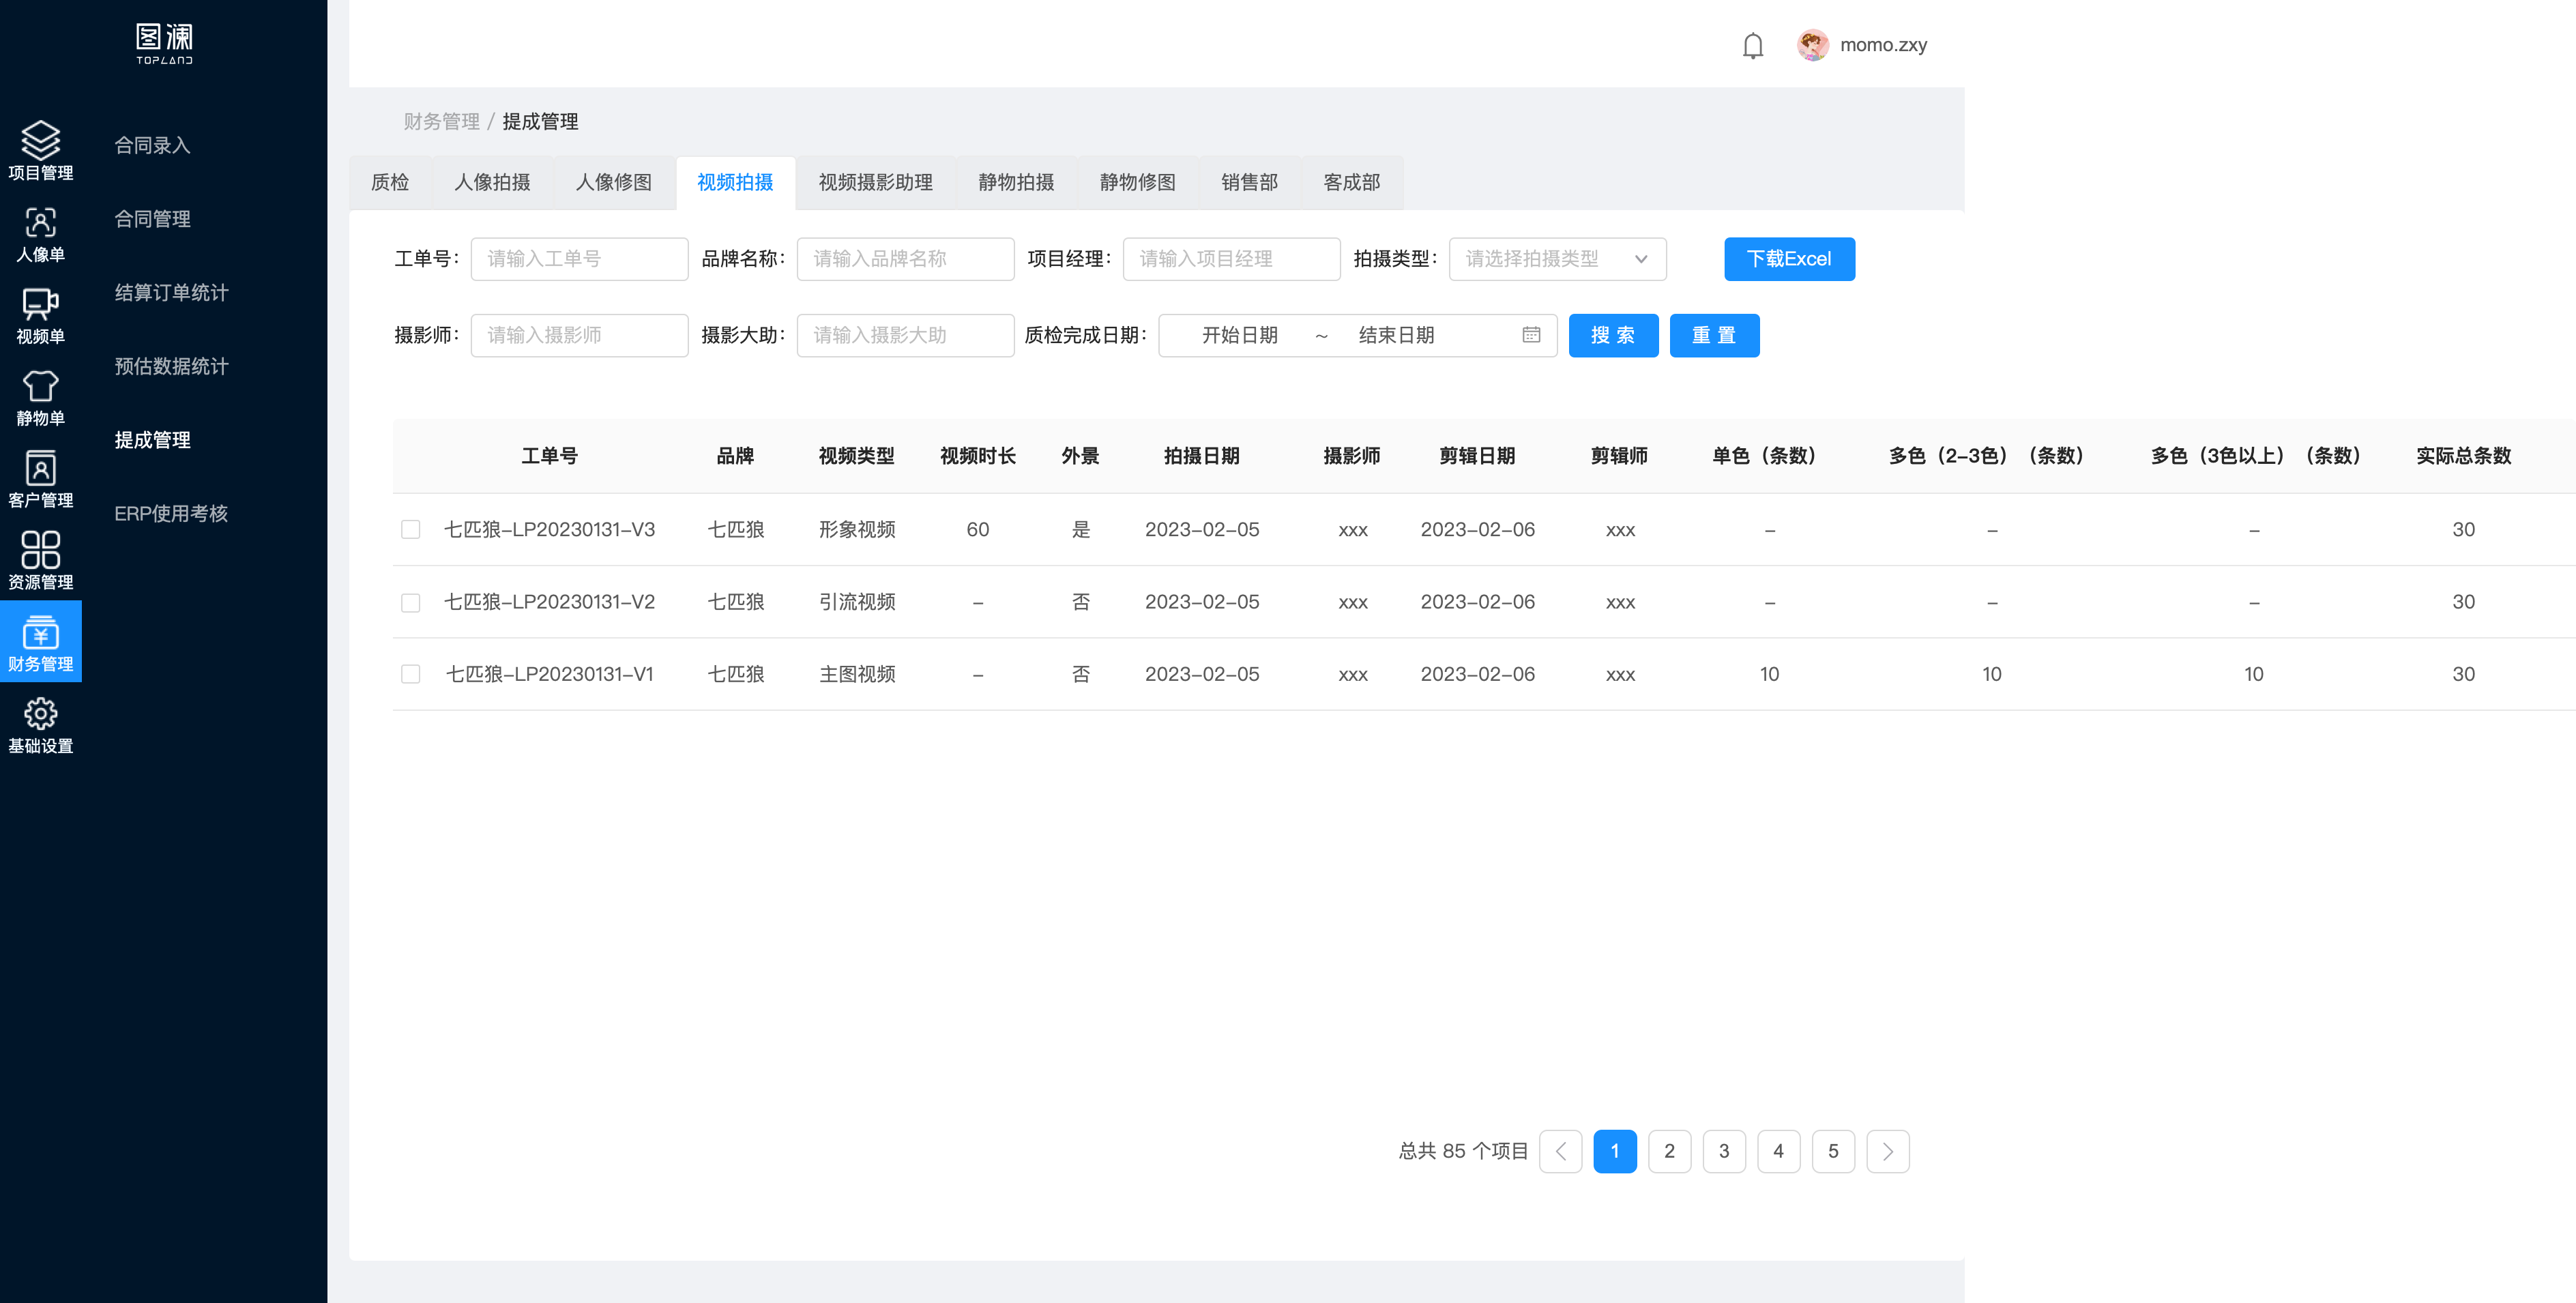 图澜
TOPLAND
momo.zxy
项目管理
人像单
视频单
静物单
客户管理
资源管理
财务管理
基础设置
合同录入
合同管理
结算订单统计
预估数据统计
提成管理
ERP使用考核
财务管理 / 提成管理
质检 人像拍摄 人像修图 视频拍摄 视频摄影助理 静物拍摄 静物修图 销售部 客成部
工单号： 请输入工单号 品牌名称： 请输入品牌名称 项目经理： 请输入项目经理 拍摄类型： 请选择拍摄类型 下载Excel
摄影师： 请输入摄影师 摄影大助： 请输入摄影大助 质检完成日期： 开始日期 ~ 结束日期 搜 索 重 置
工单号 品牌 视频类型 视频时长 外景 拍摄日期 摄影师 剪辑日期 剪辑师 单色（条数） 多色（2-3色）（条数） 多色（3色以上）（条数） 实际总条数
七匹狼-LP20230131-V3 七匹狼 形象视频 60 是 2023-02-05 xxx 2023-02-06 xxx - - - 30
七匹狼-LP20230131-V2 七匹狼 引流视频 - 否 2023-02-05 xxx 2023-02-06 xxx - - - 30
七匹狼-LP20230131-V1 七匹狼 主图视频 - 否 2023-02-05 xxx 2023-02-06 xxx 10 10 10 30
总共 85 个项目 1 2 3 4 5